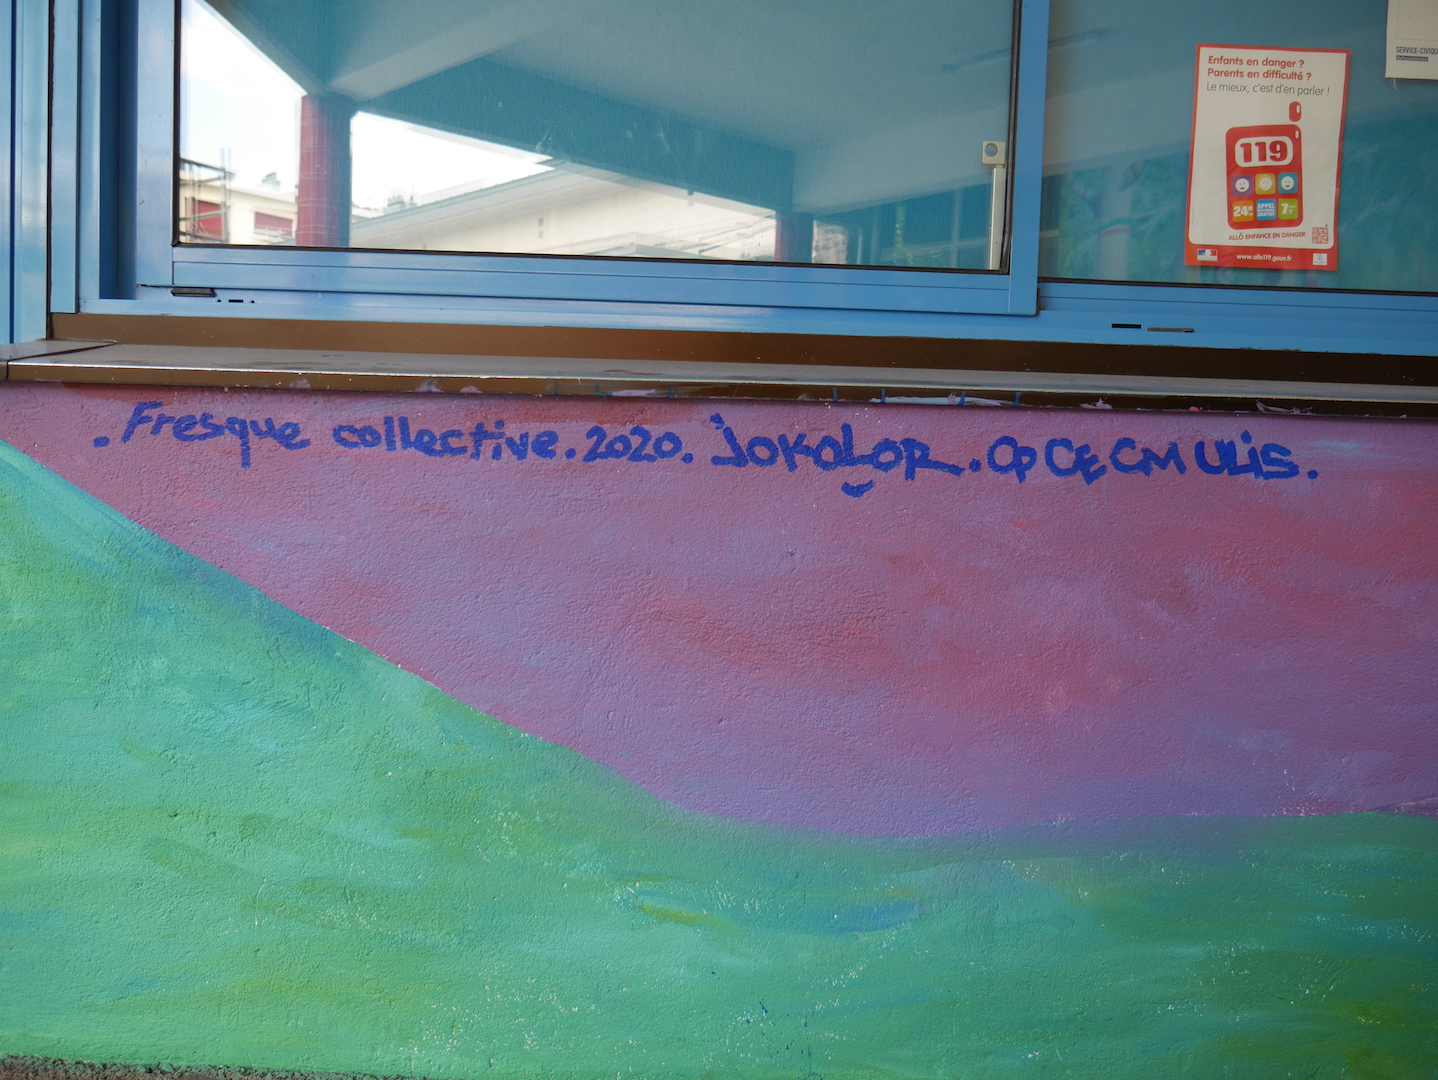 Enfants en danger ?
Parents en difficulté ?
Le mieux, c'est d'en parler !
119
24h APPEL GRATUIT 7j/7
ALLÔ ENFANCE EN DANGER
www.allo119.gouv.fr
SERVICE-CIVIQUE
. Fresque collective. 2020. JOKOLOR. CP CE CM ULIS.